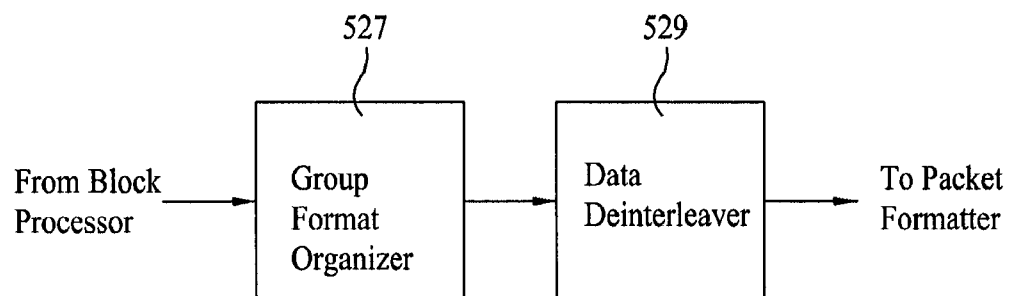 527
529
From Block
Processor
Group
Format
Organizer
Data
Deinterleaver
To Packet
Formatter